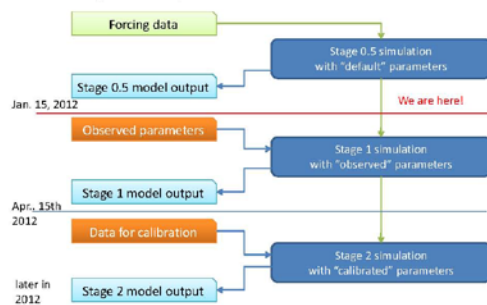 Forcing data
Stage 0.5 simulation
with "default" parameters
Stage 0.5 model output
Jan. 15, 2012
We are here!
Observed parameters
Stage 1 simulation
with "observed" parameters
Stage 1 model output
Apr., 15th
2012
Data for calibration
Stage 2 simulation
with "calibrated" parameters
later in
2012
Stage 2 model output